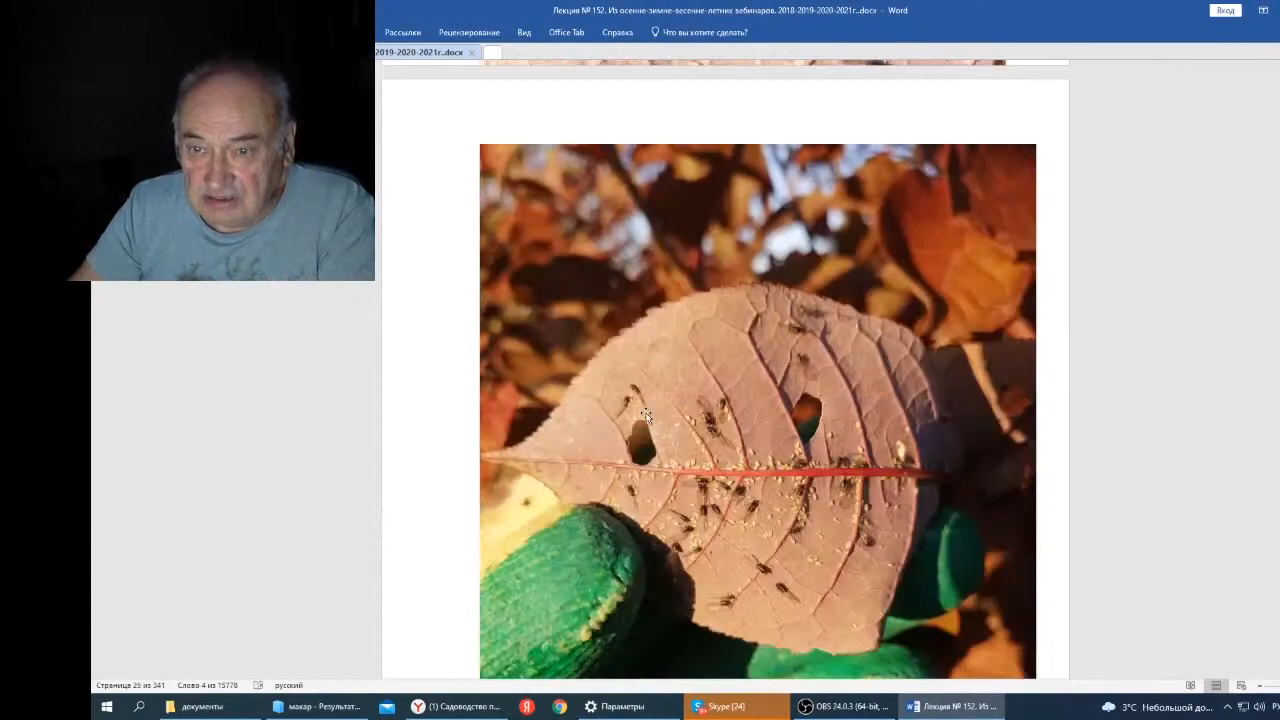 Лекция № 152. Из осенне-зимне-весенне-летних вебинаров. 2018-2019-2020-2021г..docx - Word
Вход
Рассылки Рецензирование Вид Office Tab Справка Что вы хотите сделать?
2019-2020-2021г..docx
Страница 25 из 341 Слово 4 из 15778 русский
документы макар - Результат... (1) Садоводство п... Параметры Skype [24] OBS 24.0.3 (64-bit, ... Лекция № 152. Из ... 3°C Небольшой до...
9+